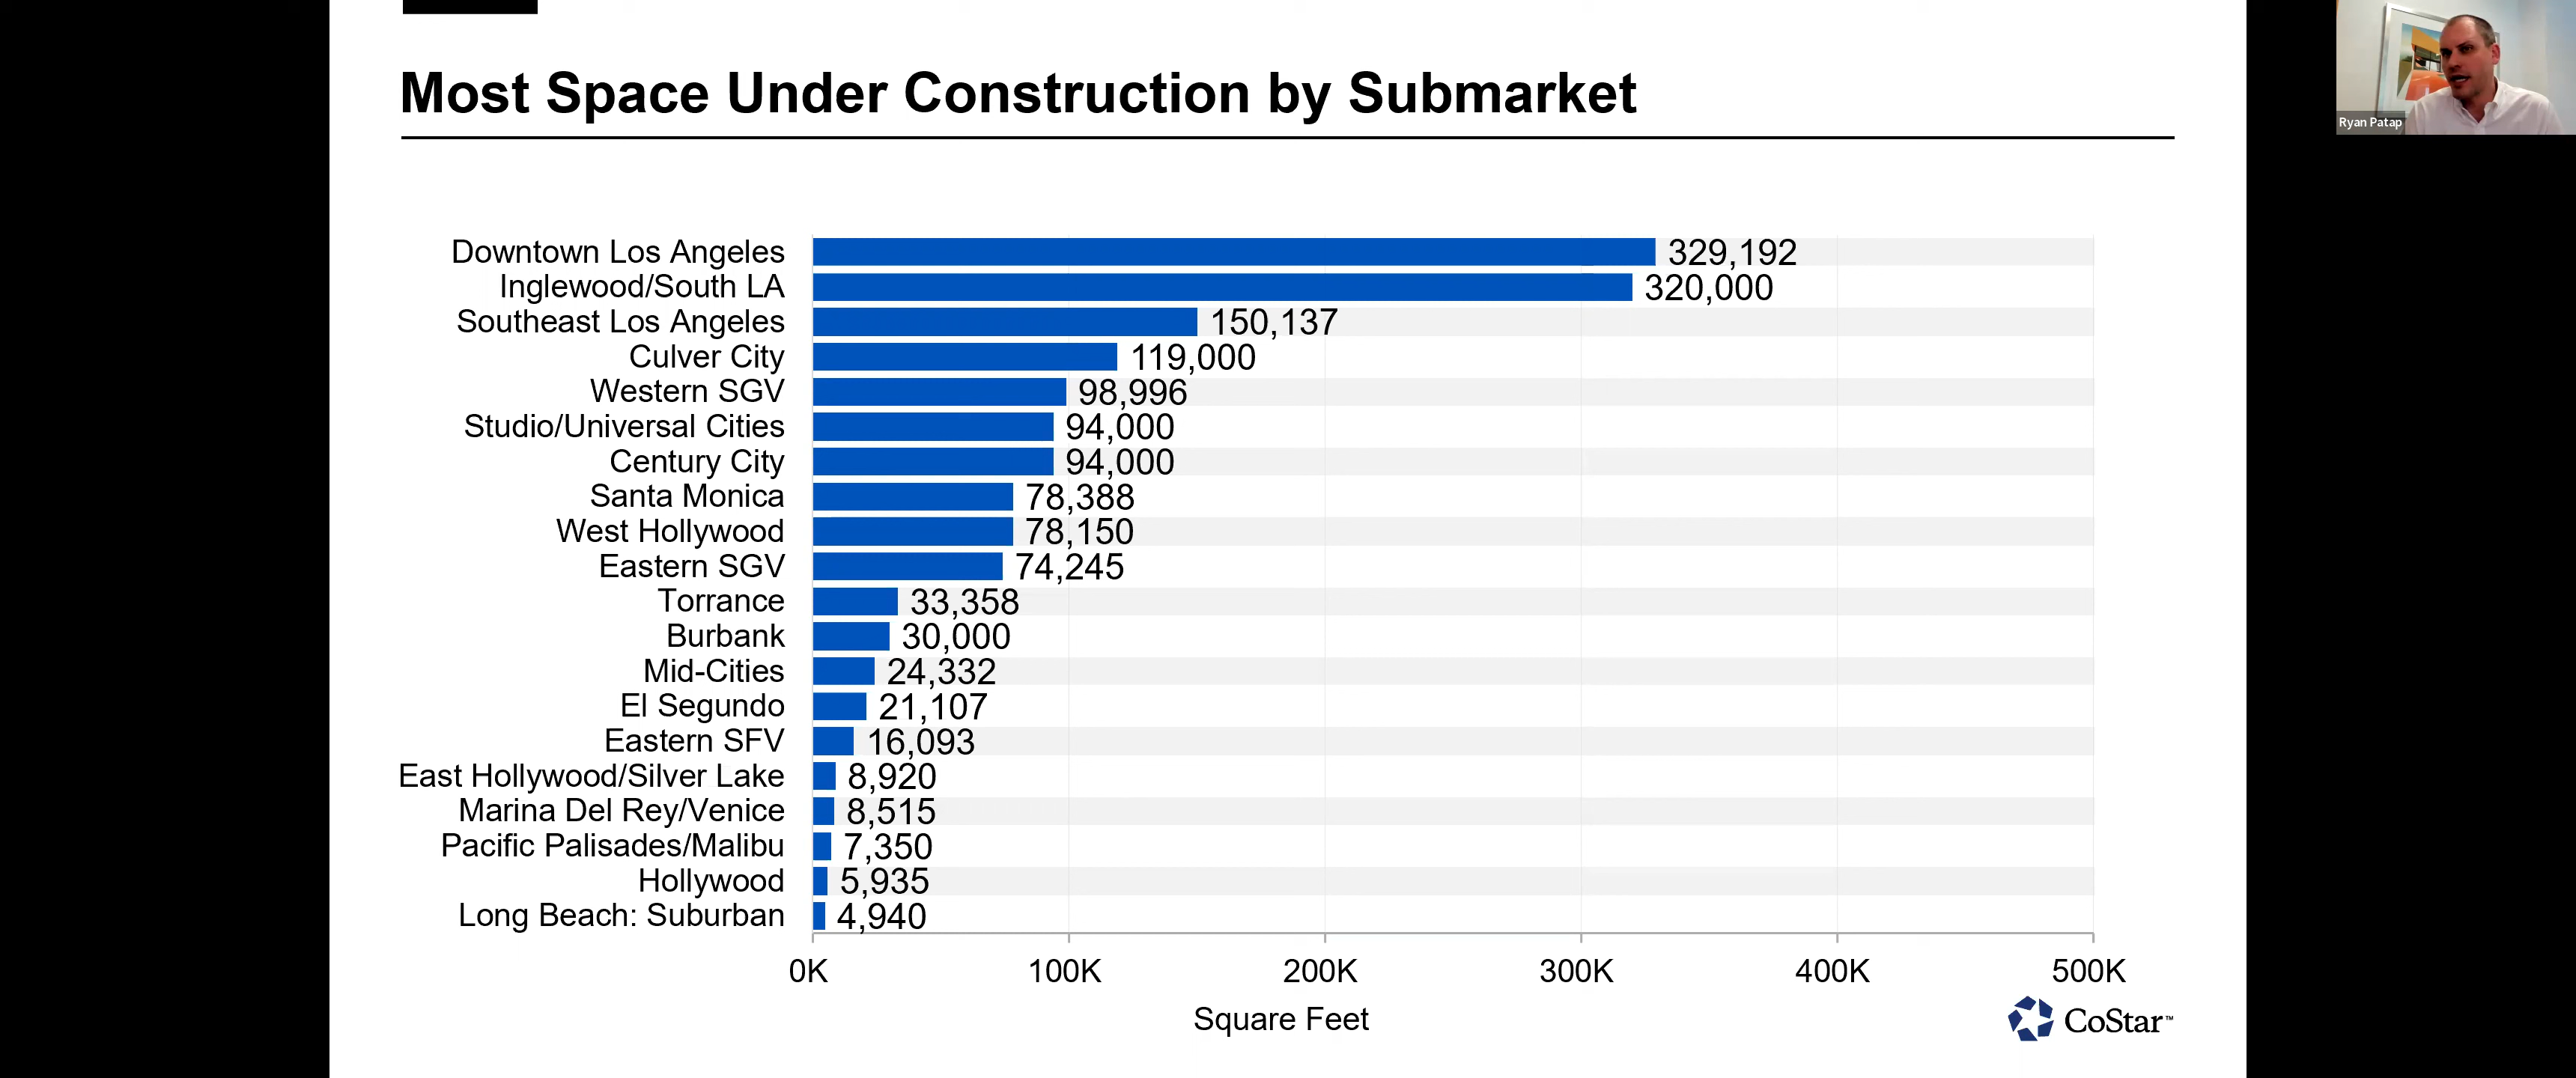 Most Space Under Construction by Submarket
Ryan Patap
Downtown Los Angeles 329,192
Inglewood/South LA 320,000
Southeast Los Angeles 150,137
Culver City 119,000
Western SGV 98,996
Studio/Universal Cities 94,000
Century City 94,000
Santa Monica 78,388
West Hollywood 78,150
Eastern SGV 74,245
Torrance 33,358
Burbank 30,000
Mid-Cities 24,332
El Segundo 21,107
Eastern SFV 16,093
East Hollywood/Silver Lake 8,920
Marina Del Rey/Venice 8,515
Pacific Palisades/Malibu 7,350
Hollywood 5,935
Long Beach: Suburban 4,940
0K 100K 200K 300K 400K 500K
Square Feet
CoStar™